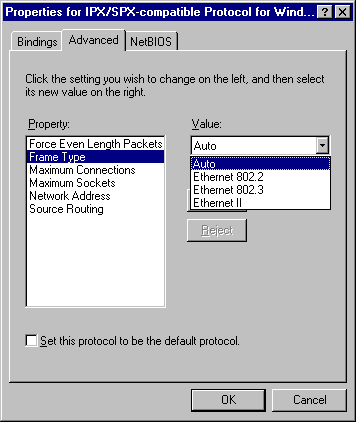 Properties for IPX/SPX-compatible Protocol for Wind... ? ×
Bindings Advanced NetBIOS
Click the setting you wish to change on the left, and then select
its new value on the right.
Property:
Force Even Length Packets
Frame Type
Maximum Connections
Maximum Sockets
Network Address
Source Routing
Value:
Auto
Auto
Ethernet 802.2
Ethernet 802.3
Ethernet II
Reject
Set this protocol to be the default protocol.
OK Cancel